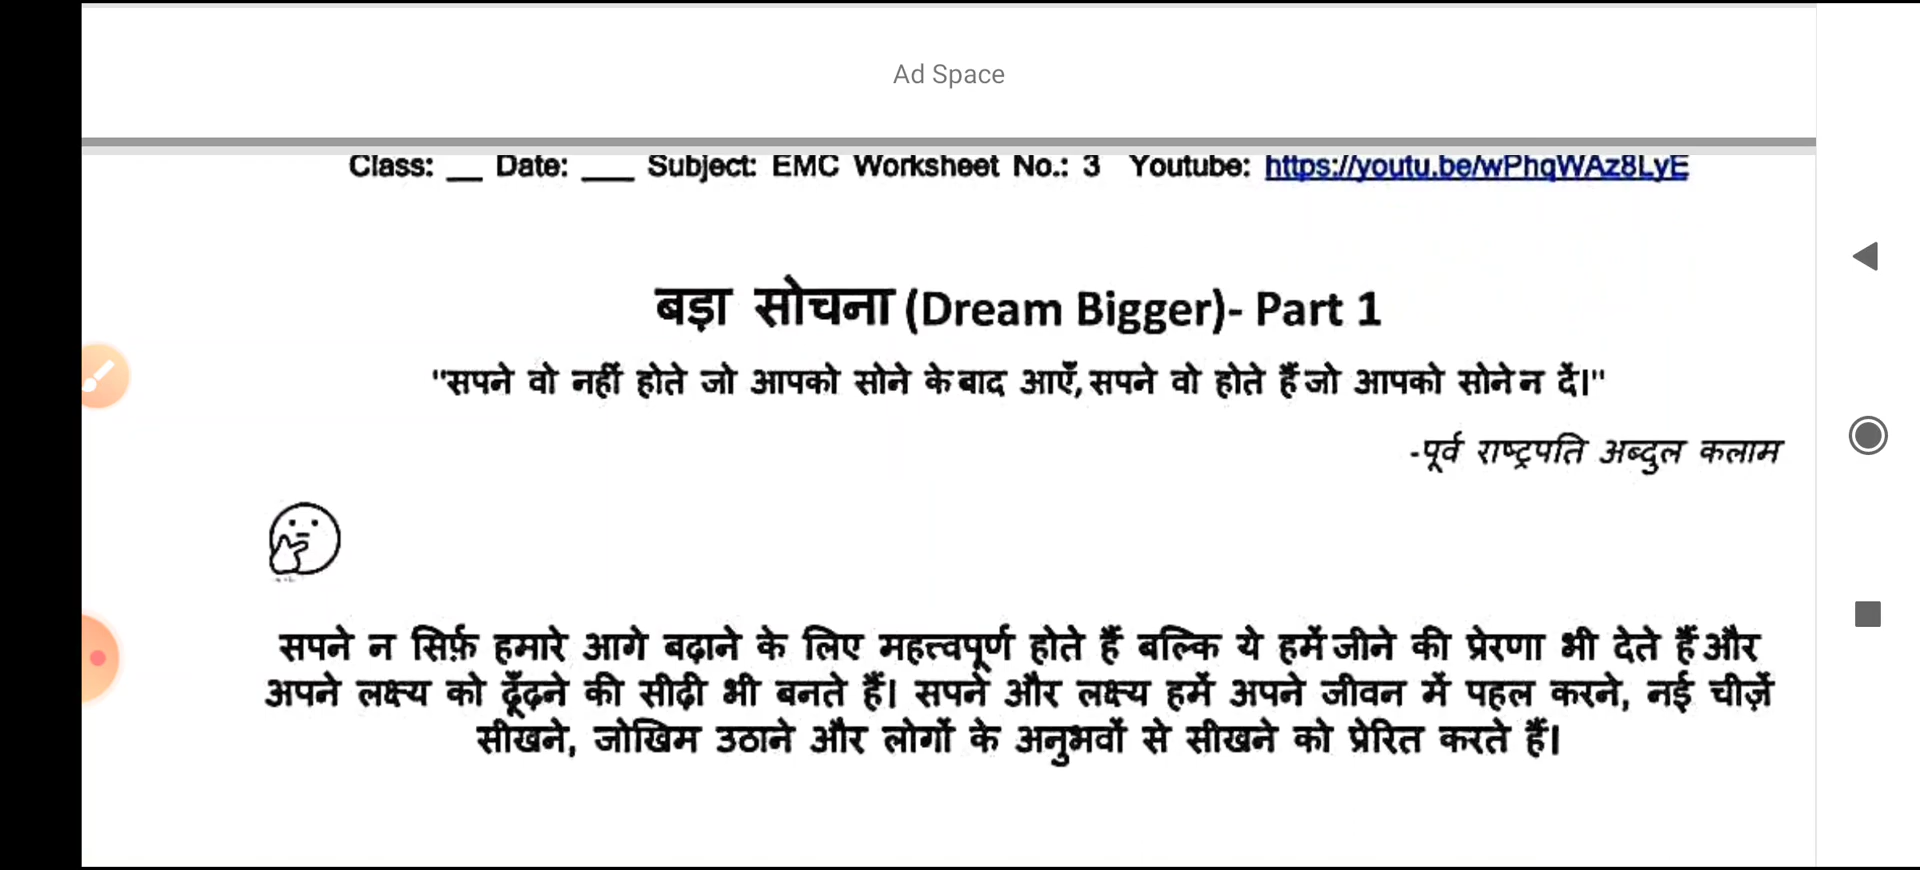 Ad Space
Class: __ Date: ___ Subject: EMC Worksheet No.: 3 Youtube: https://youtu.be/wPhqWAz8LyE
बड़ा सोचना (Dream Bigger)- Part 1
"सपने वो नहीं होते जो आपको सोने के बाद आएँ, सपने वो होते हैं जो आपको सोने न दें।"
-पूर्व राष्ट्रपति अब्दुल कलाम
सपने न सिर्फ़ हमारे आगे बढ़ाने के लिए महत्त्वपूर्ण होते हैं बल्कि ये हमें जीने की प्रेरणा भी देते हैं और
अपने लक्ष्य को ढूँढ़ने की सीढ़ी भी बनते हैं। सपने और लक्ष्य हमें अपने जीवन में पहल करने, नई चीज़ें
सीखने, जोखिम उठाने और लोगों के अनुभवों से सीखने को प्रेरित करते हैं।